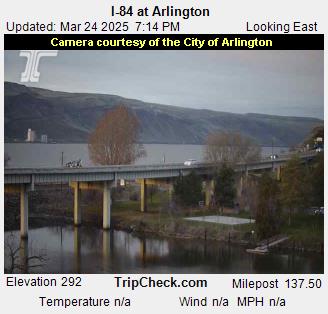 I-84 at Arlington
Updated: Mar 24 2025 7:14 PM Looking East
Camera courtesy of the City of Arlington
Elevation 292 TripCheck.com Milepost 137.50
Temperature n/a Wind n/a MPH n/a